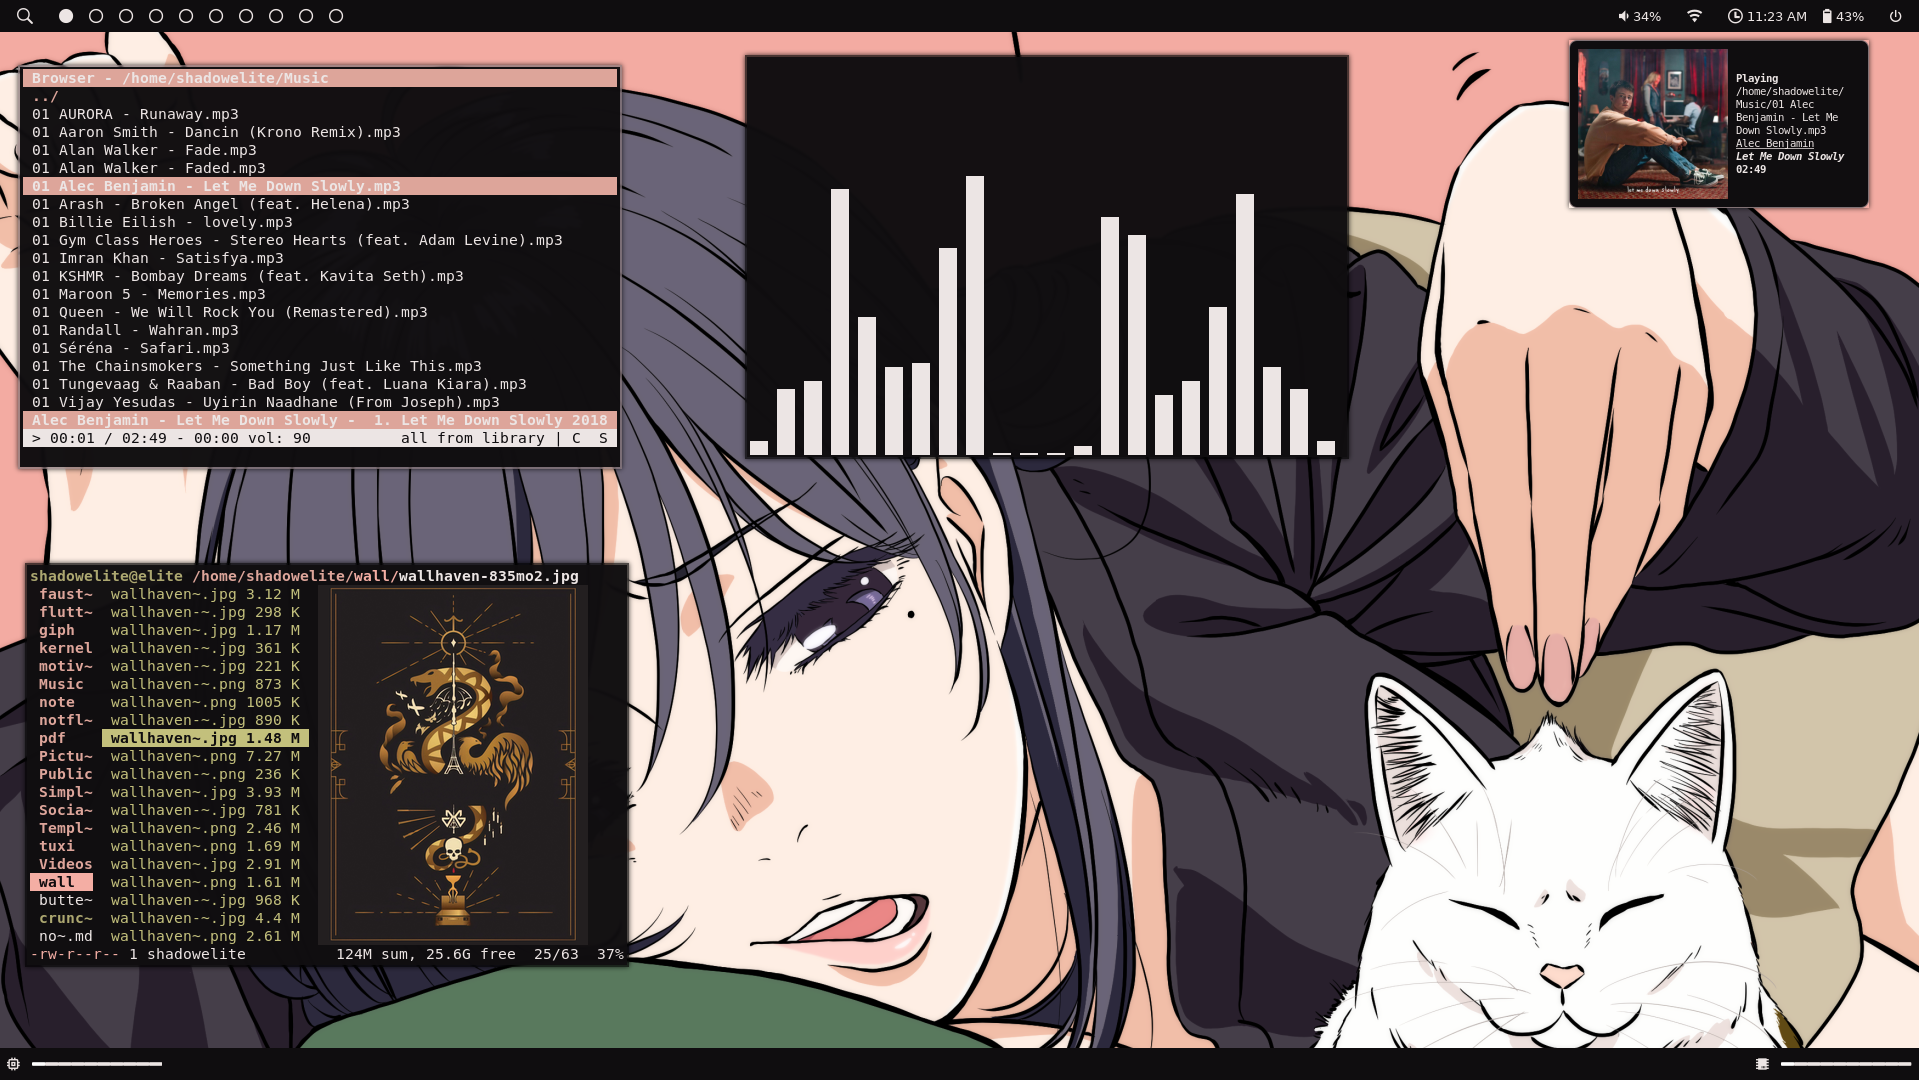 34%
11:23 AM
43%
Browser - /home/shadowelite/Music
../
01 AURORA - Runaway.mp3
01 Aaron Smith - Dancin (Krono Remix).mp3
01 Alan Walker - Fade.mp3
01 Alan Walker - Faded.mp3
01 Alec Benjamin - Let Me Down Slowly.mp3
01 Arash - Broken Angel (feat. Helena).mp3
01 Billie Eilish - lovely.mp3
01 Gym Class Heroes - Stereo Hearts (feat. Adam Levine).mp3
01 Imran Khan - Satisfya.mp3
01 KSHMR - Bombay Dreams (feat. Kavita Seth).mp3
01 Maroon 5 - Memories.mp3
01 Queen - We Will Rock You (Remastered).mp3
01 Randall - Wahran.mp3
01 Séréna - Safari.mp3
01 The Chainsmokers - Something Just Like This.mp3
01 Tungevaag & Raaban - Bad Boy (feat. Luana Kiara).mp3
01 Vijay Yesudas - Uyirin Naadhane (From Joseph).mp3
Alec Benjamin - Let Me Down Slowly - 1. Let Me Down Slowly 2018
> 00:01 / 02:49 - 00:00 vol: 90 all from library | C S
let me down slowly
Playing
/home/shadowelite/
Music/01 Alec
Benjamin - Let Me
Down Slowly.mp3
Alec Benjamin
Let Me Down Slowly
02:49
shadowelite@elite /home/shadowelite/wall/wallhaven-835mo2.jpg
faust~ wallhaven~.jpg 3.12 M
flutt~ wallhaven-~.jpg 298 K
giph wallhaven~.jpg 1.17 M
kernel wallhaven-~.jpg 361 K
motiv~ wallhaven-~.jpg 221 K
Music wallhaven-~.png 873 K
note wallhaven~.png 1005 K
notfl~ wallhaven-~.jpg 890 K
pdf wallhaven~.jpg 1.48 M
Pictu~ wallhaven~.png 7.27 M
Public wallhaven-~.png 236 K
Simpl~ wallhaven~.jpg 3.93 M
Socia~ wallhaven-~.jpg 781 K
Templ~ wallhaven~.png 2.46 M
tuxi wallhaven~.png 1.69 M
Videos wallhaven~.jpg 2.91 M
wall wallhaven~.png 1.61 M
butte~ wallhaven-~.jpg 968 K
crunc~ wallhaven-~.jpg 4.4 M
no~.md wallhaven~.png 2.61 M
-rw-r--r-- 1 shadowelite 124M sum, 25.6G free 25/63 37%